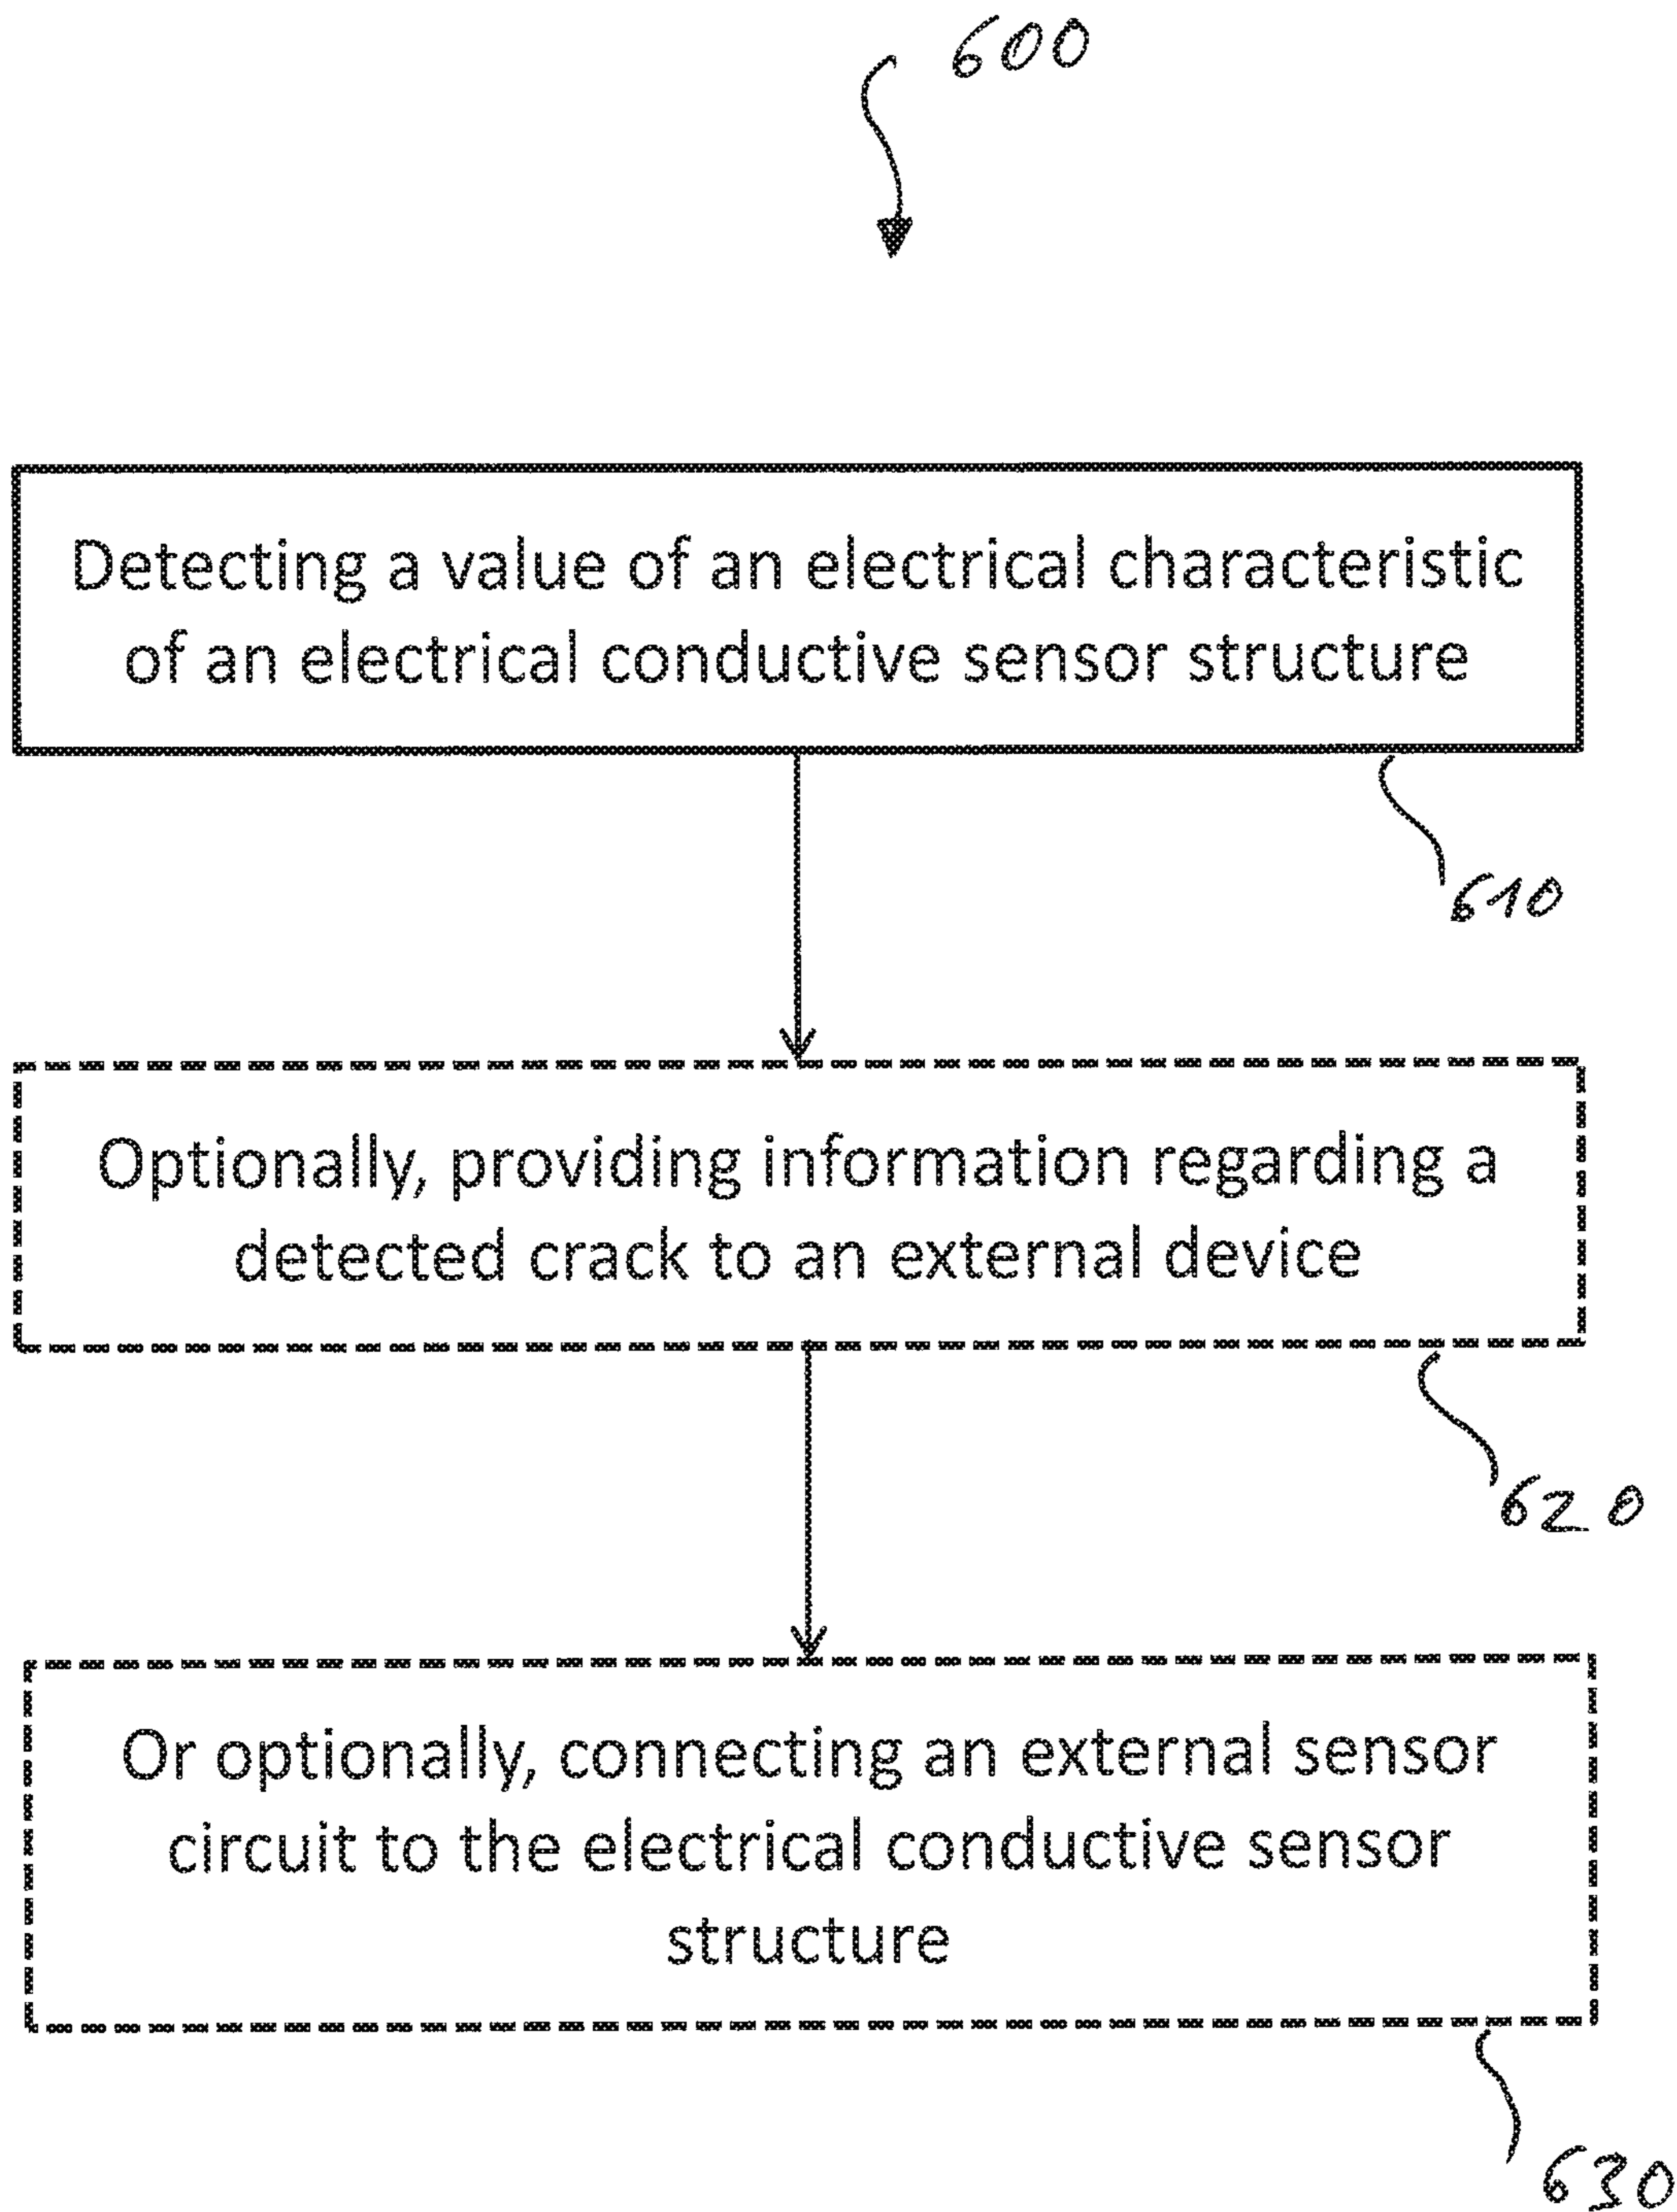 600
Detecting a value of an electrical characteristic
of an electrical conductive sensor structure
610
Optionally, providing information regarding a
detected crack to an external device
620
Or optionally, connecting an external sensor
circuit to the electrical conductive sensor
structure
630